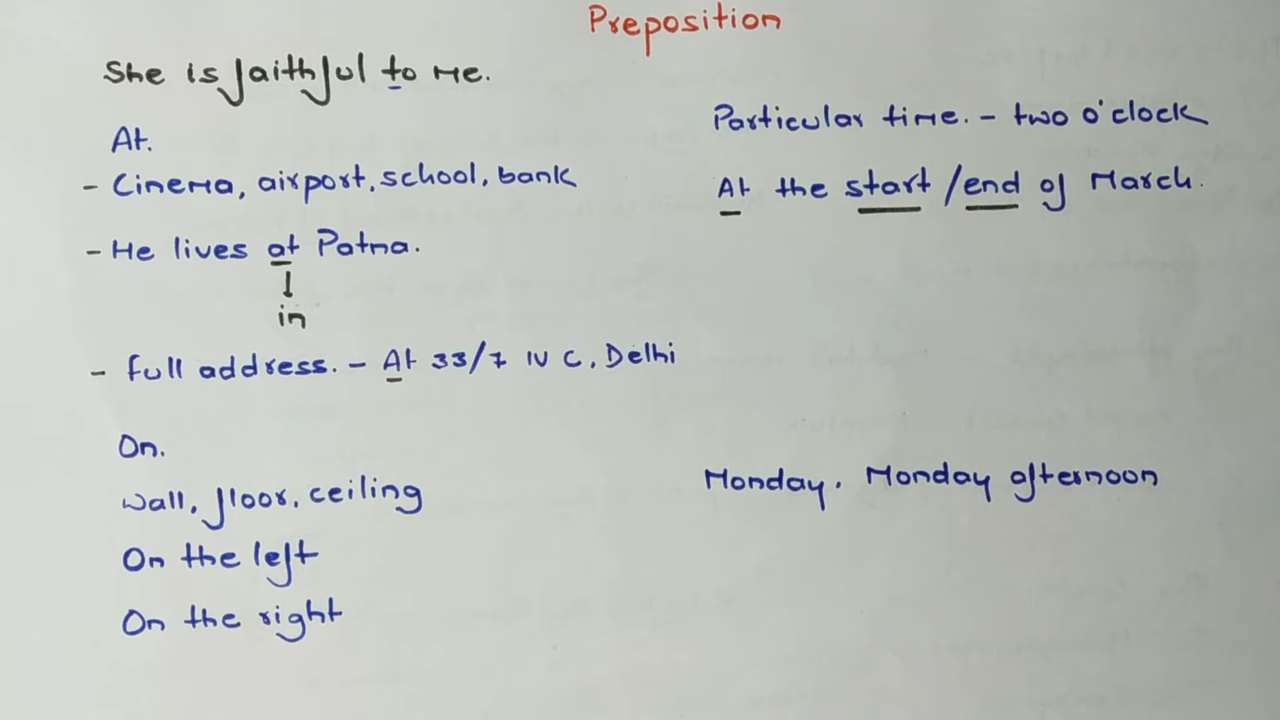 Preposition
She is faithful to me.
At.
- Cinema, airport, school, bank
- He lives at Patna.
in
- full address. - At 33/7 IV C, Delhi
Particular time. - two o'clock
At the start / end of March.
On.
Wall, floor, ceiling
On the left
On the right
Monday, Monday afternoon